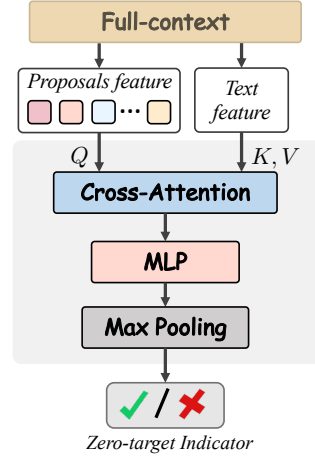 Full-context
Proposals feature
Text
feature
...
Q
K, V
Cross-Attention
MLP
Max Pooling
/
Zero-target Indicator